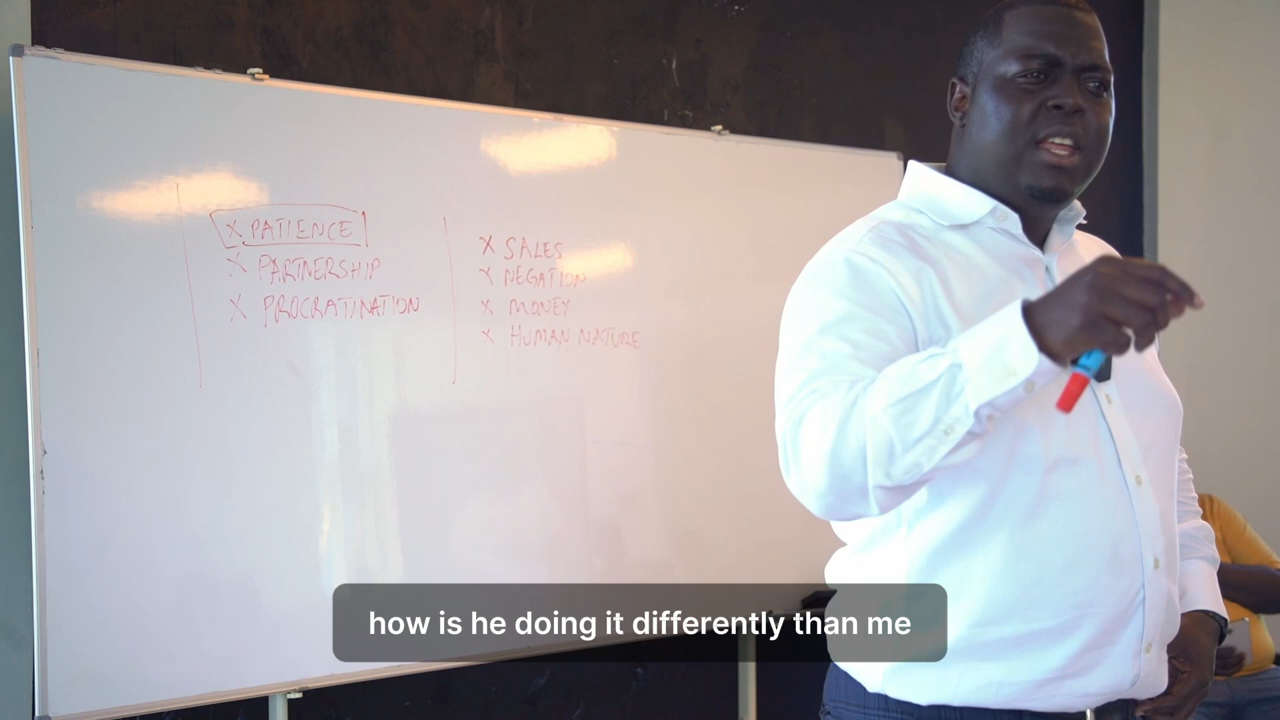 X PATIENCE
X PARTNERSHIP
X PROCRATINATION
X SALES
X NEGATION
X MONEY
X HUMAN NATURE
how is he doing it differently than me